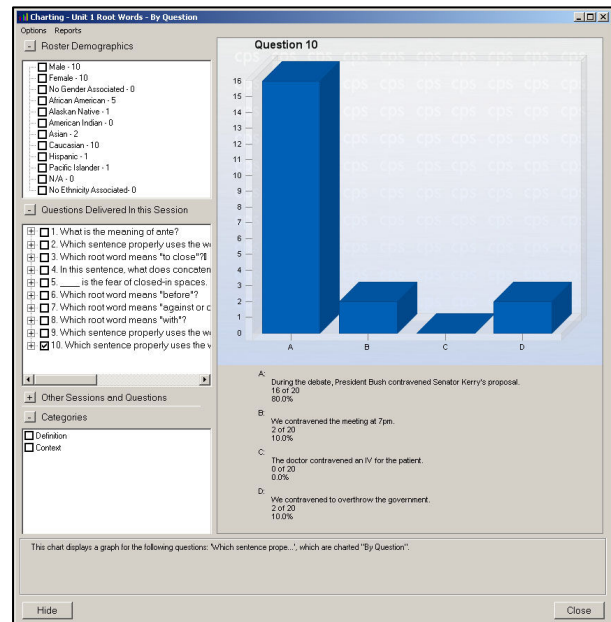 Charting - Unit 1 Root Words - By Question
Options Reports
- Roster Demographics
Male - 10
Female - 10
No Gender Associated - 0
African American - 5
Alaskan Native - 1
American Indian - 0
Asian - 2
Caucasian - 10
Hispanic - 1
Pacific Islander - 1
N/A - 0
No Ethnicity Associated- 0
- Questions Delivered In this Session
1. What is the meaning of ante?
2. Which sentence properly uses the w
3. Which root word means "to close"?
4. In this sentence, what does concaten
5. ____ is the fear of closed-in spaces.
6. Which root word means "before"?
7. Which root word means "against or c
8. Which root word means "with"?
9. Which sentence properly uses the w
10. Which sentence properly uses the w
+ Other Sessions and Questions
- Categories
Definition
Context
Question 10
cps
16
15
14
13
12
11
10
9
8
7
6
5
4
3
2
1
0
A B C D
A:
During the debate, President Bush contravened Senator Kerry's proposal.
16 of 20
80.0%
B:
We contravened the meeting at 7pm.
2 of 20
10.0%
C:
The doctor contravened an IV for the patient.
0 of 20
0.0%
D:
We contravened to overthrow the government.
2 of 20
10.0%
This chart displays a graph for the following questions: 'Which sentence prope...', which are charted "By Question".
Hide Close